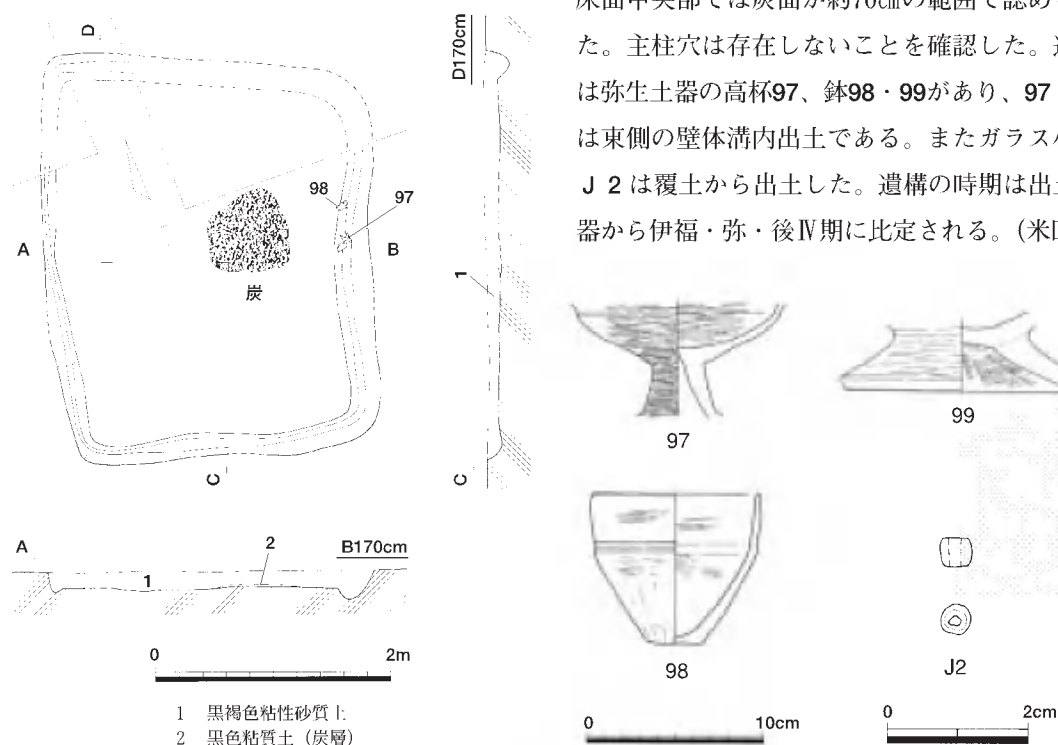 床面中央部では炭面が約70㎝の範囲で認め
た。主柱穴は存在しないことを確認した。
は弥生土器の高杯97、鉢98・99があり、97
は東側の壁体溝内出土である。またガラス
J 2 は覆土から出土した。遺構の時期は出
器から伊福・弥・後Ⅳ期に比定される。（米
D
D170cm
98
97
A
B
炭
1
C
C
A
2
B170cm
1
0 2m
1 黒褐色粘性砂質土
2 黒色粘質土（炭層）
97
99
98
J2
0 10cm
0 2cm